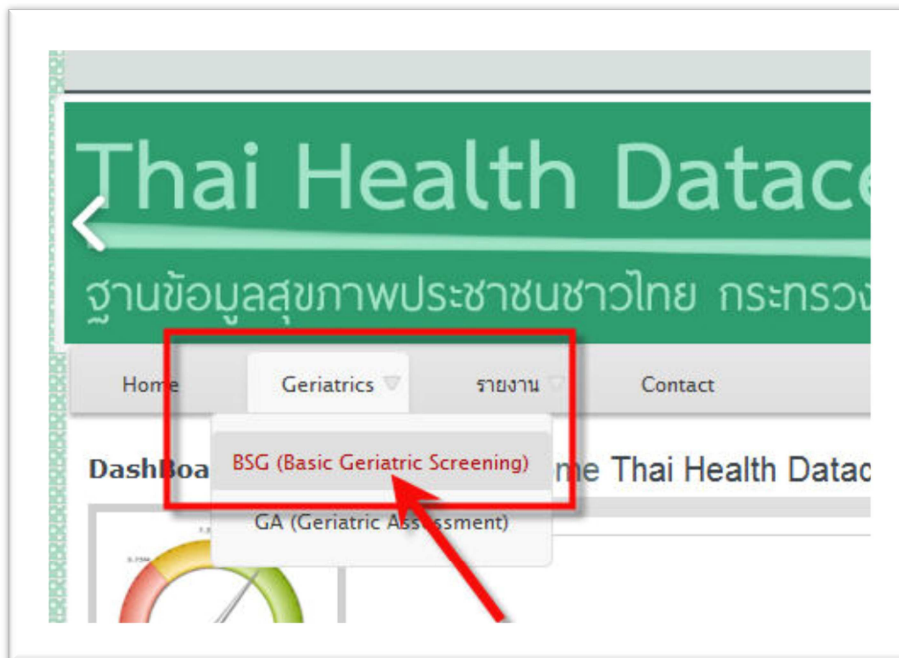 Thai Health Datace
ฐานข้อมูลสุขภาพประชาชนชาวไทย กระทรวง
Home Geriatrics รายงาน Contact
BSG (Basic Geriatric Screening)
DashBoa me Thai Health Datac
GA (Geriatric Assessment)